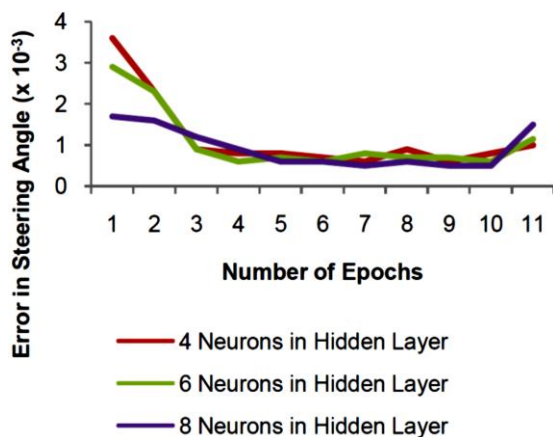 Error in Steering Angle (x 10⁻³)
4
3
2
1
0
1 2 3 4 5 6 7 8 9 10 11
Number of Epochs
4 Neurons in Hidden Layer
6 Neurons in Hidden Layer
8 Neurons in Hidden Layer